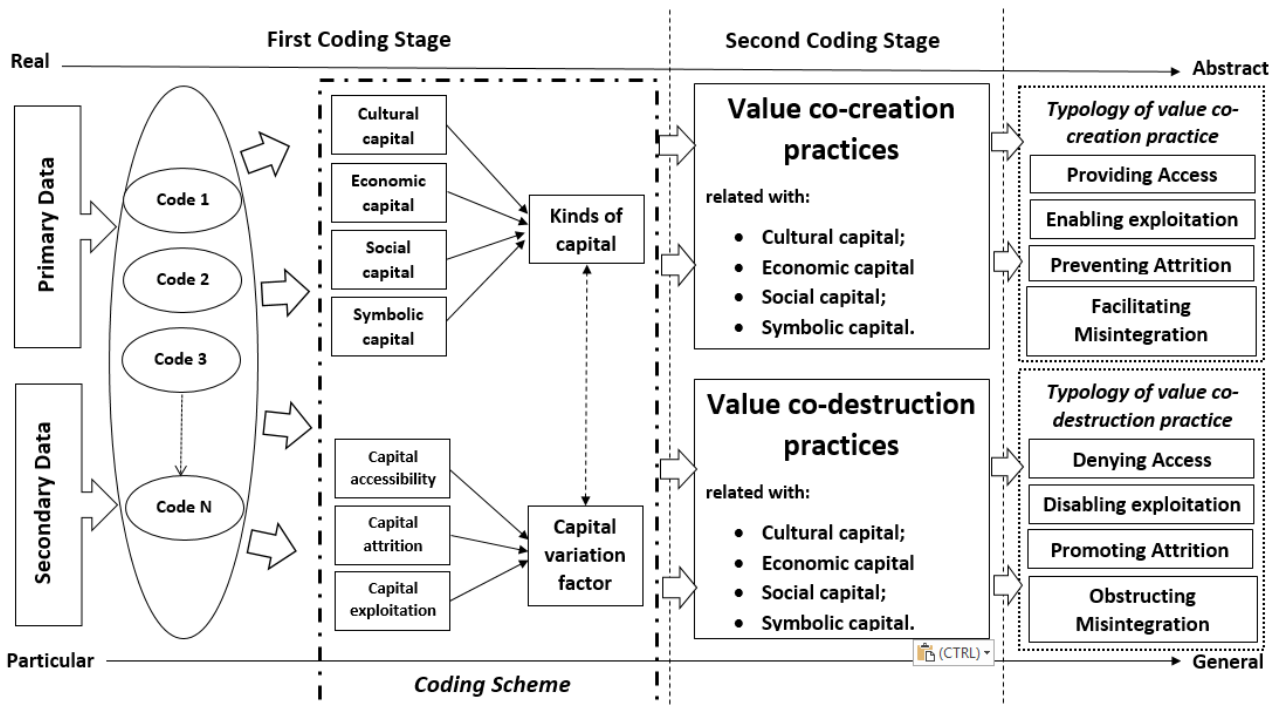 First Coding Stage
Second Coding Stage
Real
Abstract
Primary Data
Secondary Data
Code 1
Code 2
Code 3
Code N
Cultural
capital
Economic
capital
Social
capital
Symbolic
capital
Kinds of
capital
Capital
accessibility
Capital
attrition
Capital
exploitation
Capital
variation
factor
Coding Scheme
Value co-creation
practices
related with:
• Cultural capital;
• Economic capital
• Social capital;
• Symbolic capital.
Value co-destruction
practices
related with:
• Cultural capital;
• Economic capital
• Social capital;
• Symbolic capital.
(CTRL)
Typology of value co-
creation practice
Providing Access
Enabling exploitation
Preventing Attrition
Facilitating
Misintegration
Typology of value co-
destruction practice
Denying Access
Disabling exploitation
Promoting Attrition
Obstructing
Misintegration
Particular
General